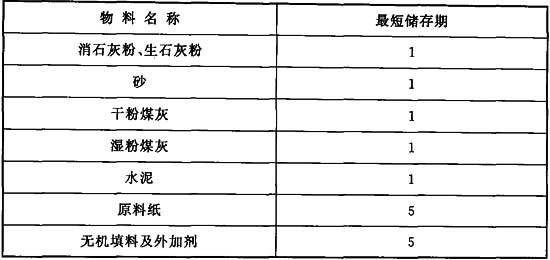 物料名称 最短储存期
消石灰粉、生石灰粉 1
砂 1
干粉煤灰 1
湿粉煤灰 1
水泥 1
原料纸 5
无机填料及外加剂 5